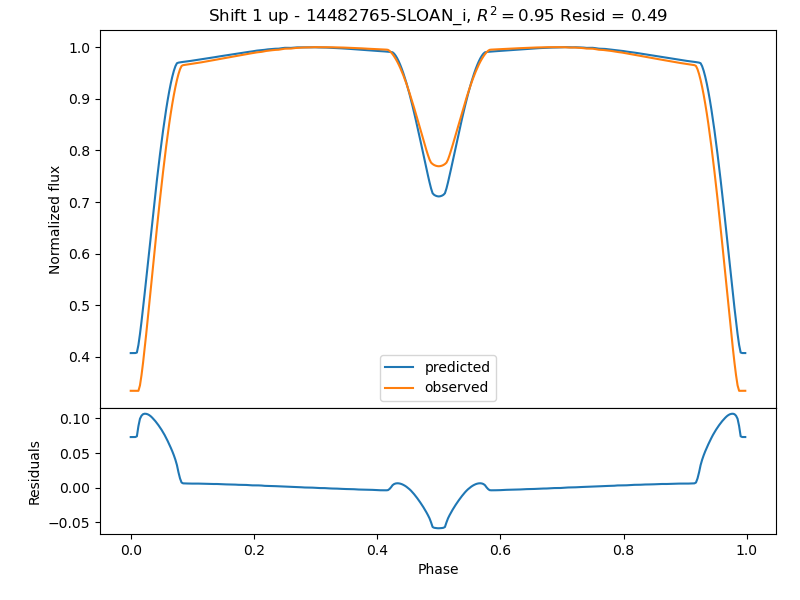 Shift 1 up - 14482765-SLOAN_i, $R^2 = 0.95$ Resid = 0.49
Normalized flux
1.0
0.9
0.8
0.7
0.6
0.5
0.4
predicted
observed
Residuals
0.10
0.05
0.00
−0.05
0.0 0.2 0.4 0.6 0.8 1.0
Phase